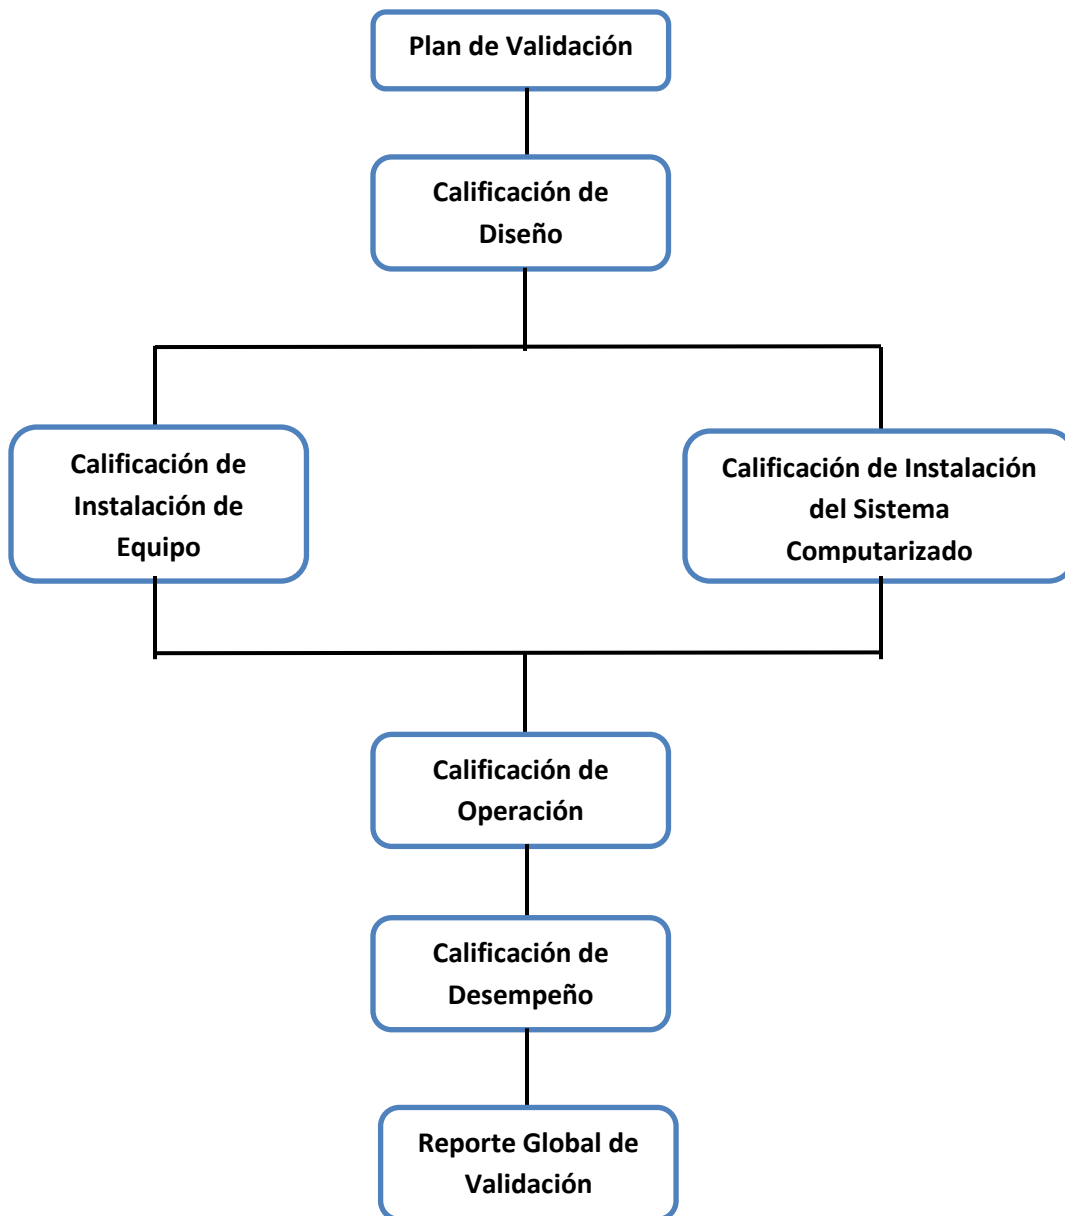 Plan de Validación
Calificación de
Diseño
Calificación de
Instalación de
Equipo
Calificación de Instalación
del Sistema
Computarizado
Calificación de
Operación
Calificación de
Desempeño
Reporte Global de
Validación